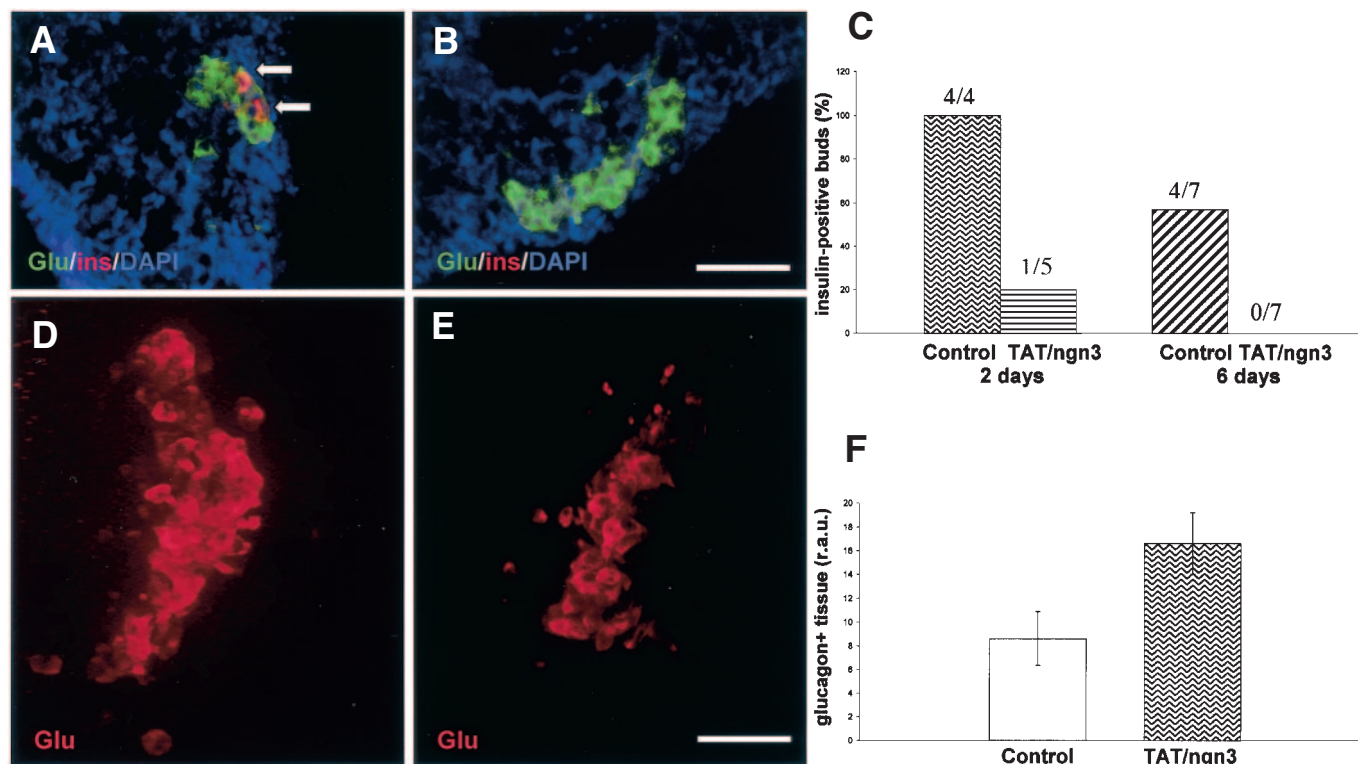 A
Glu/ins/DAPI
B
Glu/ins/DAPI
C
insulin-positive buds (%)
120
100
80
60
40
20
0
4/4
1/5
4/7
0/7
Control TAT/ngn3
2 days
Control TAT/ngn3
6 days
D
Glu
E
Glu
F
glucagon+ tissue (r.a.u.)
20
18
16
14
12
10
8
6
4
2
0
Control
TAT/ngn3